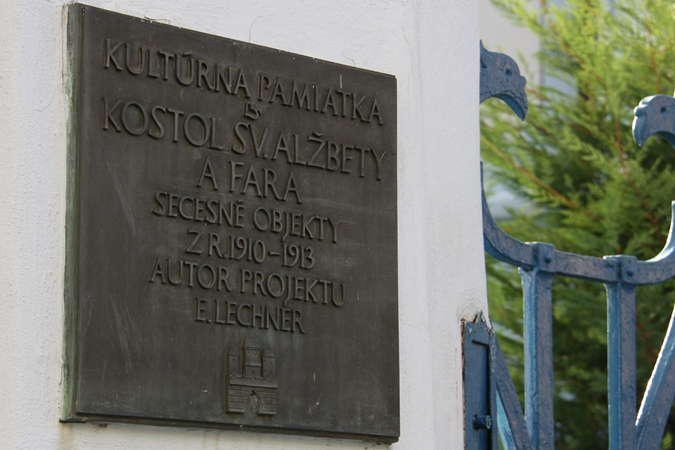 KULTÚRNA PAMIATKA
KOSTOL SV. ALŽBETY
A FARA
SECESNÉ OBJEKTY
Z R. 1910-1913
AUTOR PROJEKTU
E. LECHNER